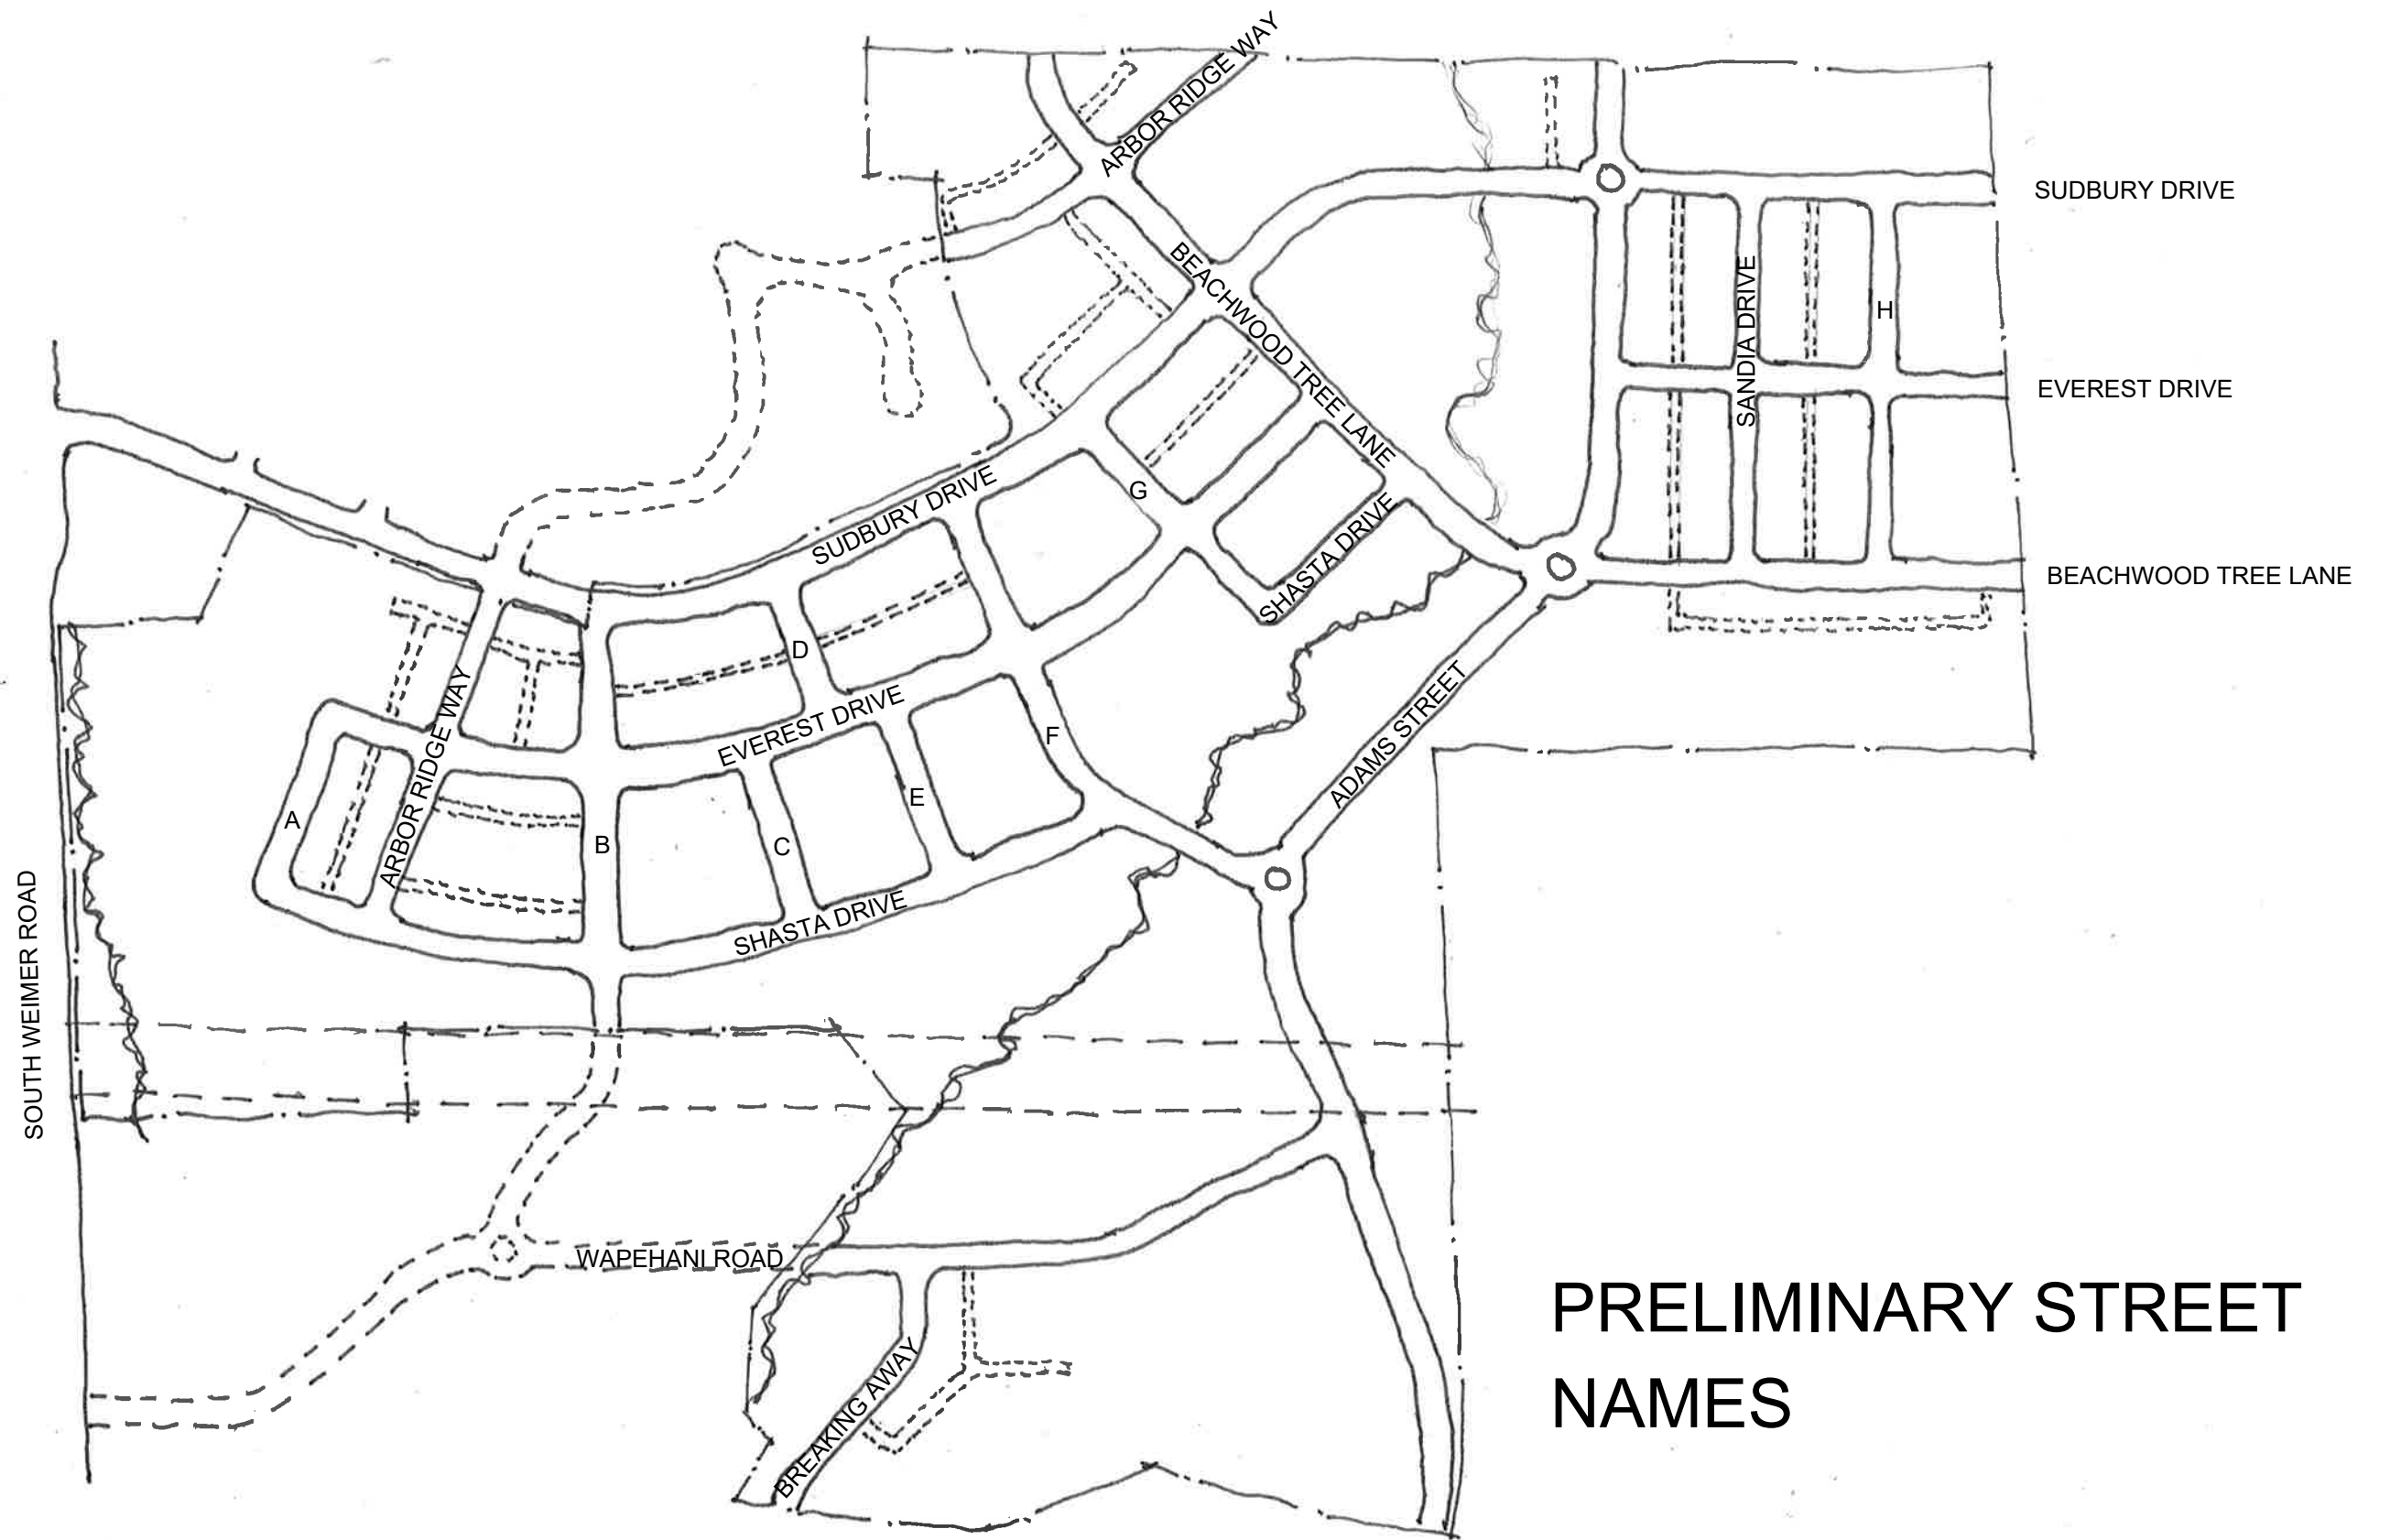 ARBOR RIDGE WAY
SUDBURY DRIVE
BEACHWOOD TREE LANE
SANDIA DRIVE
H
EVEREST DRIVE
SUDBURY DRIVE
G
SHASTA DRIVE
BEACHWOOD TREE LANE
D
ARBOR RIDGE WAY
EVEREST DRIVE
F
ADAMS STREET
A
B
C
E
SHASTA DRIVE
SOUTH WEIMER ROAD
WAPEHANI ROAD
BREAKING AWAY
PRELIMINARY STREET
NAMES